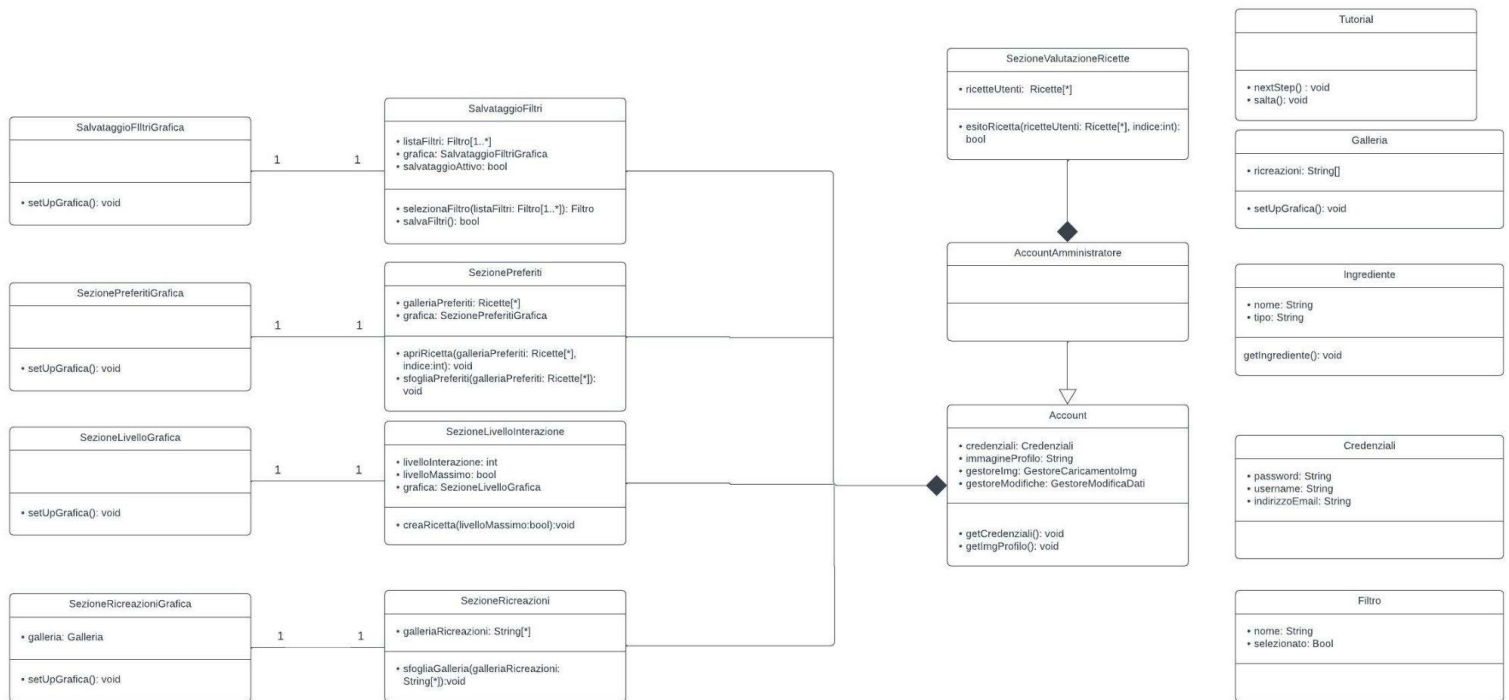 SalvataggioFIltriGrafica
• setUpGrafica(): void
1
1
SalvataggioFiltri
• listaFiltri: Filtro[1..*]
• grafica: SalvataggioFiltriGrafica
• salvataggioAttivo: bool
• selezionaFiltro(listaFiltri: Filtro[1..*]): Filtro
• salvaFiltri(): bool
SezionePreferitiGrafica
• setUpGrafica(): void
1
1
SezionePreferiti
• galleriaPreferiti: Ricette[*]
• grafica: SezionePreferitiGrafica
• apriRicetta(galleriaPreferiti: Ricette[*],
indice:int): void
• sfogliaPreferiti(galleriaPreferiti: Ricette[*]):
void
SezioneLivelloGrafica
• setUpGrafica(): void
1
1
SezioneLivelloInterazione
• livelloInterazione: int
• livelloMassimo: bool
• grafica: SezioneLivelloGrafica
• creaRicetta(livelloMassimo:bool):void
SezioneRicreazioniGrafica
• galleria: Galleria
• setUpGrafica(): void
1
1
SezioneRicreazioni
• galleriaRicreazioni: String[*]
• sfogliaGalleria(galleriaRicreazioni:
String[*]):void
SezioneValutazioneRicette
• ricetteUtenti: Ricette[*]
• esitoRicetta(ricetteUtenti: Ricette[*], indice:int):
bool
AccountAmministratore
Account
• credenziali: Credenziali
• immagineProfilo: String
• gestoreImg: GestoreCaricamentoImg
• gestoreModifiche: GestoreModificaDati
• getCredenziali(): void
• getImgProfilo(): void
Tutorial
• nextStep() : void
• salta(): void
Galleria
• ricreazioni: String[]
• setUpGrafica(): void
Ingrediente
• nome: String
• tipo: String
getIngrediente(): void
Credenziali
• password: String
• username: String
• indirizzoEmail: String
Filtro
• nome: String
• selezionato: Bool